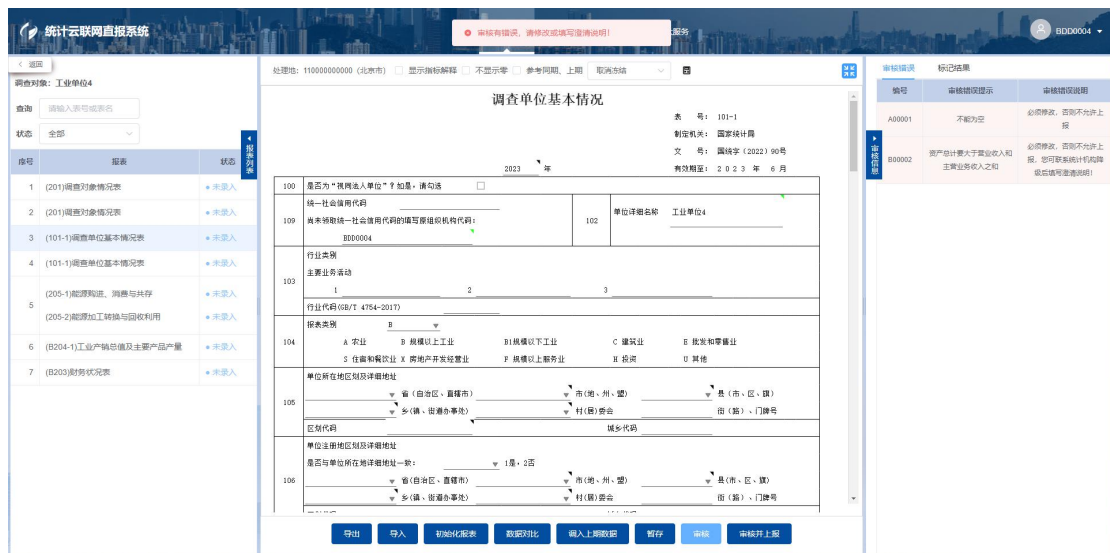 统计云联网直报系统
审核有错误，请修改或填写澄清说明！
服务
BDD0004
< 返回
调查对象：工业单位4
查询 请输入表号或表名
状态 全部
序号 报表 状态
1 (201)调查对象情况表 未录入
2 (201)调查对象情况表 未录入
3 (101-1)调查单位基本情况表 未录入
4 (101-1)调查单位基本情况表 未录入
5 (205-1)能源购进、消费与共存 未录入
(205-2)能源加工转换与回收利用 未录入
6 (B204-1)工业产销总值及主要产品产量 未录入
7 (B203)财务状况表 未录入
报表列表
处理地：110000000000（北京市） 显示指标解释 不显示零 参考同期、上期 取消冻结
调查单位基本情况
表 号： 101-1
制定机关： 国家统计局
文 号： 国统字（2022）90号
2023 年 有效期至： 2 0 2 3 年 6 月
100 是否为“视同法人单位”？如是，请勾选
109 统一社会信用代码
尚未领取统一社会信用代码的填写原组织机构代码：
BDD0004
102 单位详细名称 工业单位4
103 行业类别
主要业务活动
1 2 3
行业代码(GB/T 4754-2017)
104 报表类别 B
A 农业 B 规模以上工业 B1规模以下工业 C 建筑业 E 批发和零售业
S 住宿和餐饮业 X 房地产开发经营业 F 规模以上服务业 H 投资 U 其他
105 单位所在地区划及详细地址
省（自治区、直辖市） 市(地、州、盟) 县（市、区、旗）
乡(镇、街道办事处) 村(居)委会 街（路）、门牌号
区划代码 城乡代码
106 单位注册地区划及详细地址
是否与单位所在地详细地址一致： 1是，2否
省(自治区、直辖市) 市(地、州、盟) 县(市、区、旗)
乡(镇、街道办事处) 村(居)委会 街（路）、门牌号
导出 导入 初始化报表 数据对比 调入上期数据 暂存 审核 审核并上报
审核信息
审核错误 标记结果
编号 审核错误提示 审核错误说明
A00001 不能为空 必须修改，否则不允许上报
B00002 资产总计要大于营业收入和主营业务收入之和 必须修改，否则不允许上报，您可联系统计机构降级后填写澄清说明！